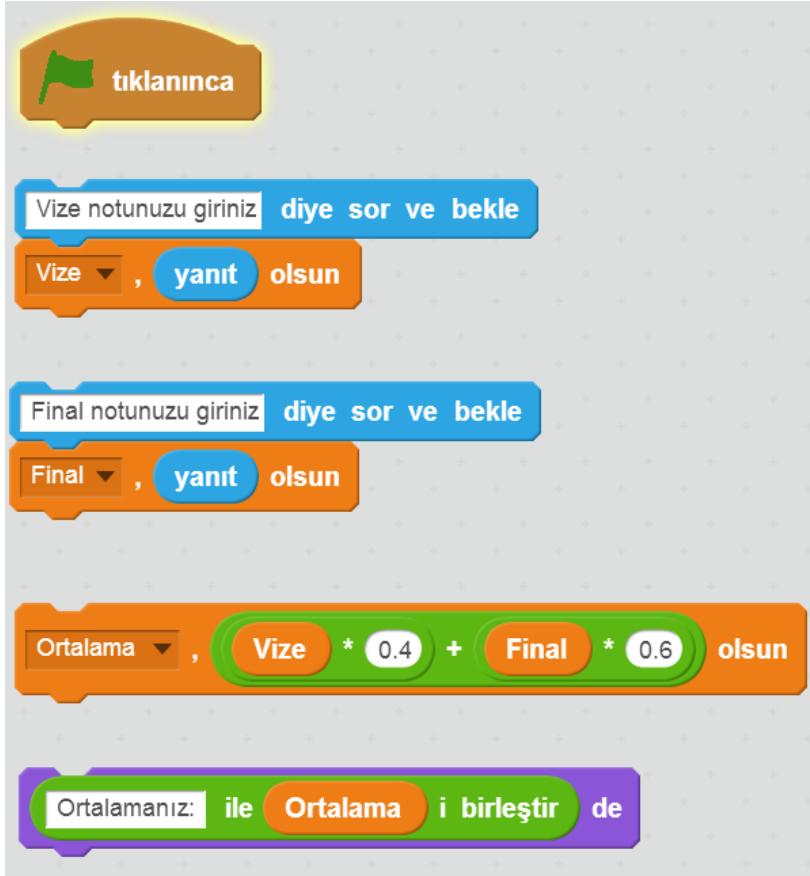 tıklanınca
Vize notunuzu giriniz diye sor ve bekle
Vize , yanıt olsun
Final notunuzu giriniz diye sor ve bekle
Final , yanıt olsun
Ortalama , Vize * 0.4 + Final * 0.6 olsun
Ortalamanız: ile Ortalama i birleştir de